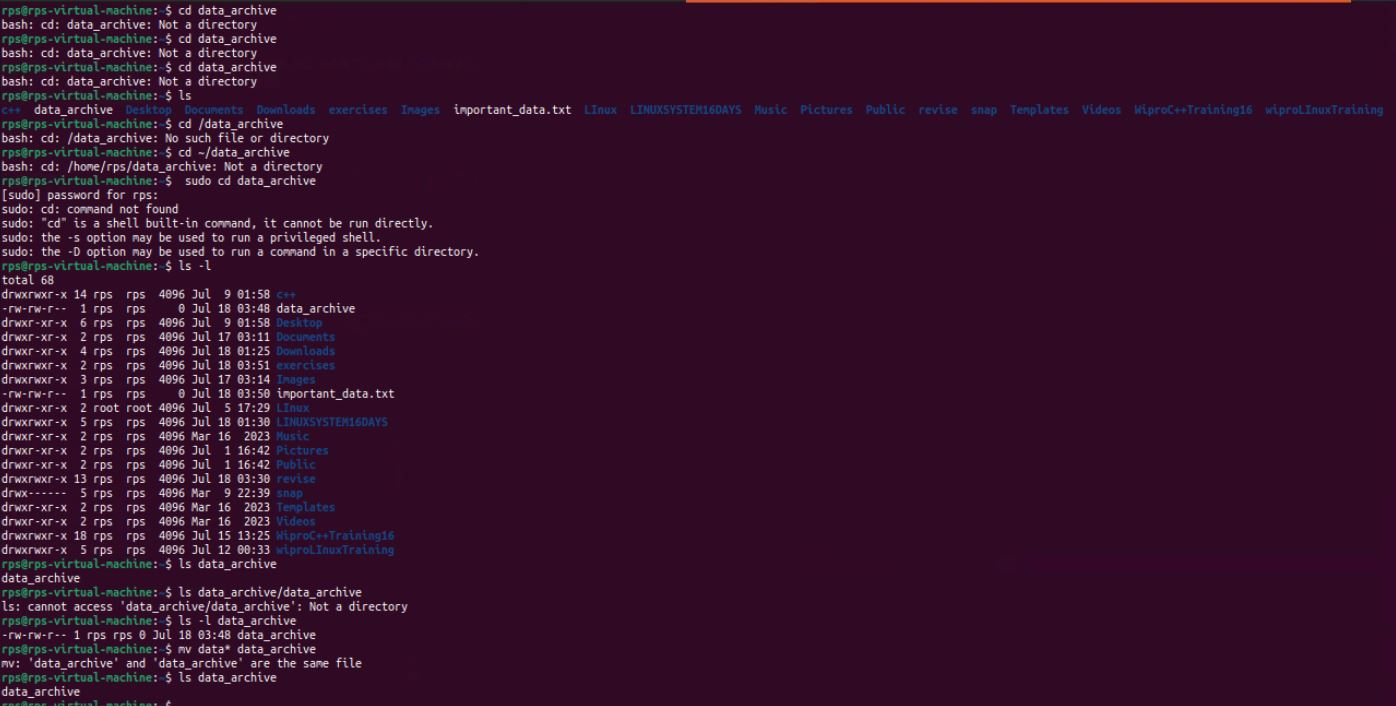 rps@rps-virtual-machine:~$ cd data_archive
bash: cd: data_archive: Not a directory
rps@rps-virtual-machine:~$ cd data_archive
bash: cd: data_archive: Not a directory
rps@rps-virtual-machine:~$ cd data_archive
bash: cd: data_archive: Not a directory
rps@rps-virtual-machine:~$ ls
c++  data_archive  Desktop  Documents  Downloads  exercises  Images  important_data.txt  LInux  LINUXSYSTEM16DAYS  Music  Pictures  Public  revise  snap  Templates  Videos  WiproC++Training16  wiproLInuxTraining
rps@rps-virtual-machine:~$ cd /data_archive
bash: cd: /data_archive: No such file or directory
rps@rps-virtual-machine:~$ cd ~/data_archive
bash: cd: /home/rps/data_archive: Not a directory
rps@rps-virtual-machine:~$  sudo cd data_archive
[sudo] password for rps:
sudo: cd: command not found
sudo: "cd" is a shell built-in command, it cannot be run directly.
sudo: the -s option may be used to run a privileged shell.
sudo: the -D option may be used to run a command in a specific directory.
rps@rps-virtual-machine:~$ ls -l
total 68
drwxrwxr-x 14 rps  rps  4096 Jul  9 01:58 c++
-rw-rw-r--  1 rps  rps     0 Jul 18 03:48 data_archive
drwxr-xr-x  6 rps  rps  4096 Jul  9 01:58 Desktop
drwxr-xr-x  2 rps  rps  4096 Jul 17 03:11 Documents
drwxr-xr-x  4 rps  rps  4096 Jul 18 01:25 Downloads
drwxrwxr-x  2 rps  rps  4096 Jul 18 03:51 exercises
drwxrwxr-x  3 rps  rps  4096 Jul 17 03:14 Images
-rw-rw-r--  1 rps  rps     0 Jul 18 03:50 important_data.txt
drwxr-xr-x  2 root root 4096 Jul  5 17:29 LInux
drwxrwxr-x  5 rps  rps  4096 Jul 18 01:30 LINUXSYSTEM16DAYS
drwxr-xr-x  2 rps  rps  4096 Mar 16  2023 Music
drwxr-xr-x  2 rps  rps  4096 Jul  1 16:42 Pictures
drwxr-xr-x  2 rps  rps  4096 Jul  1 16:42 Public
drwxrwxr-x 13 rps  rps  4096 Jul 18 03:30 revise
drwx------  5 rps  rps  4096 Mar  9 22:39 snap
drwxr-xr-x  2 rps  rps  4096 Mar 16  2023 Templates
drwxr-xr-x  2 rps  rps  4096 Mar 16  2023 Videos
drwxrwxr-x 18 rps  rps  4096 Jul 15 13:25 WiproC++Training16
drwxrwxr-x  5 rps  rps  4096 Jul 12 00:33 wiproLInuxTraining
rps@rps-virtual-machine:~$ ls data_archive
data_archive
rps@rps-virtual-machine:~$ ls data_archive/data_archive
ls: cannot access 'data_archive/data_archive': Not a directory
rps@rps-virtual-machine:~$ ls -l data_archive
-rw-rw-r-- 1 rps rps 0 Jul 18 03:48 data_archive
rps@rps-virtual-machine:~$ mv data* data_archive
mv: 'data_archive' and 'data_archive' are the same file
rps@rps-virtual-machine:~$ ls data_archive
data_archive
rps@rps-virtual-machine:~$